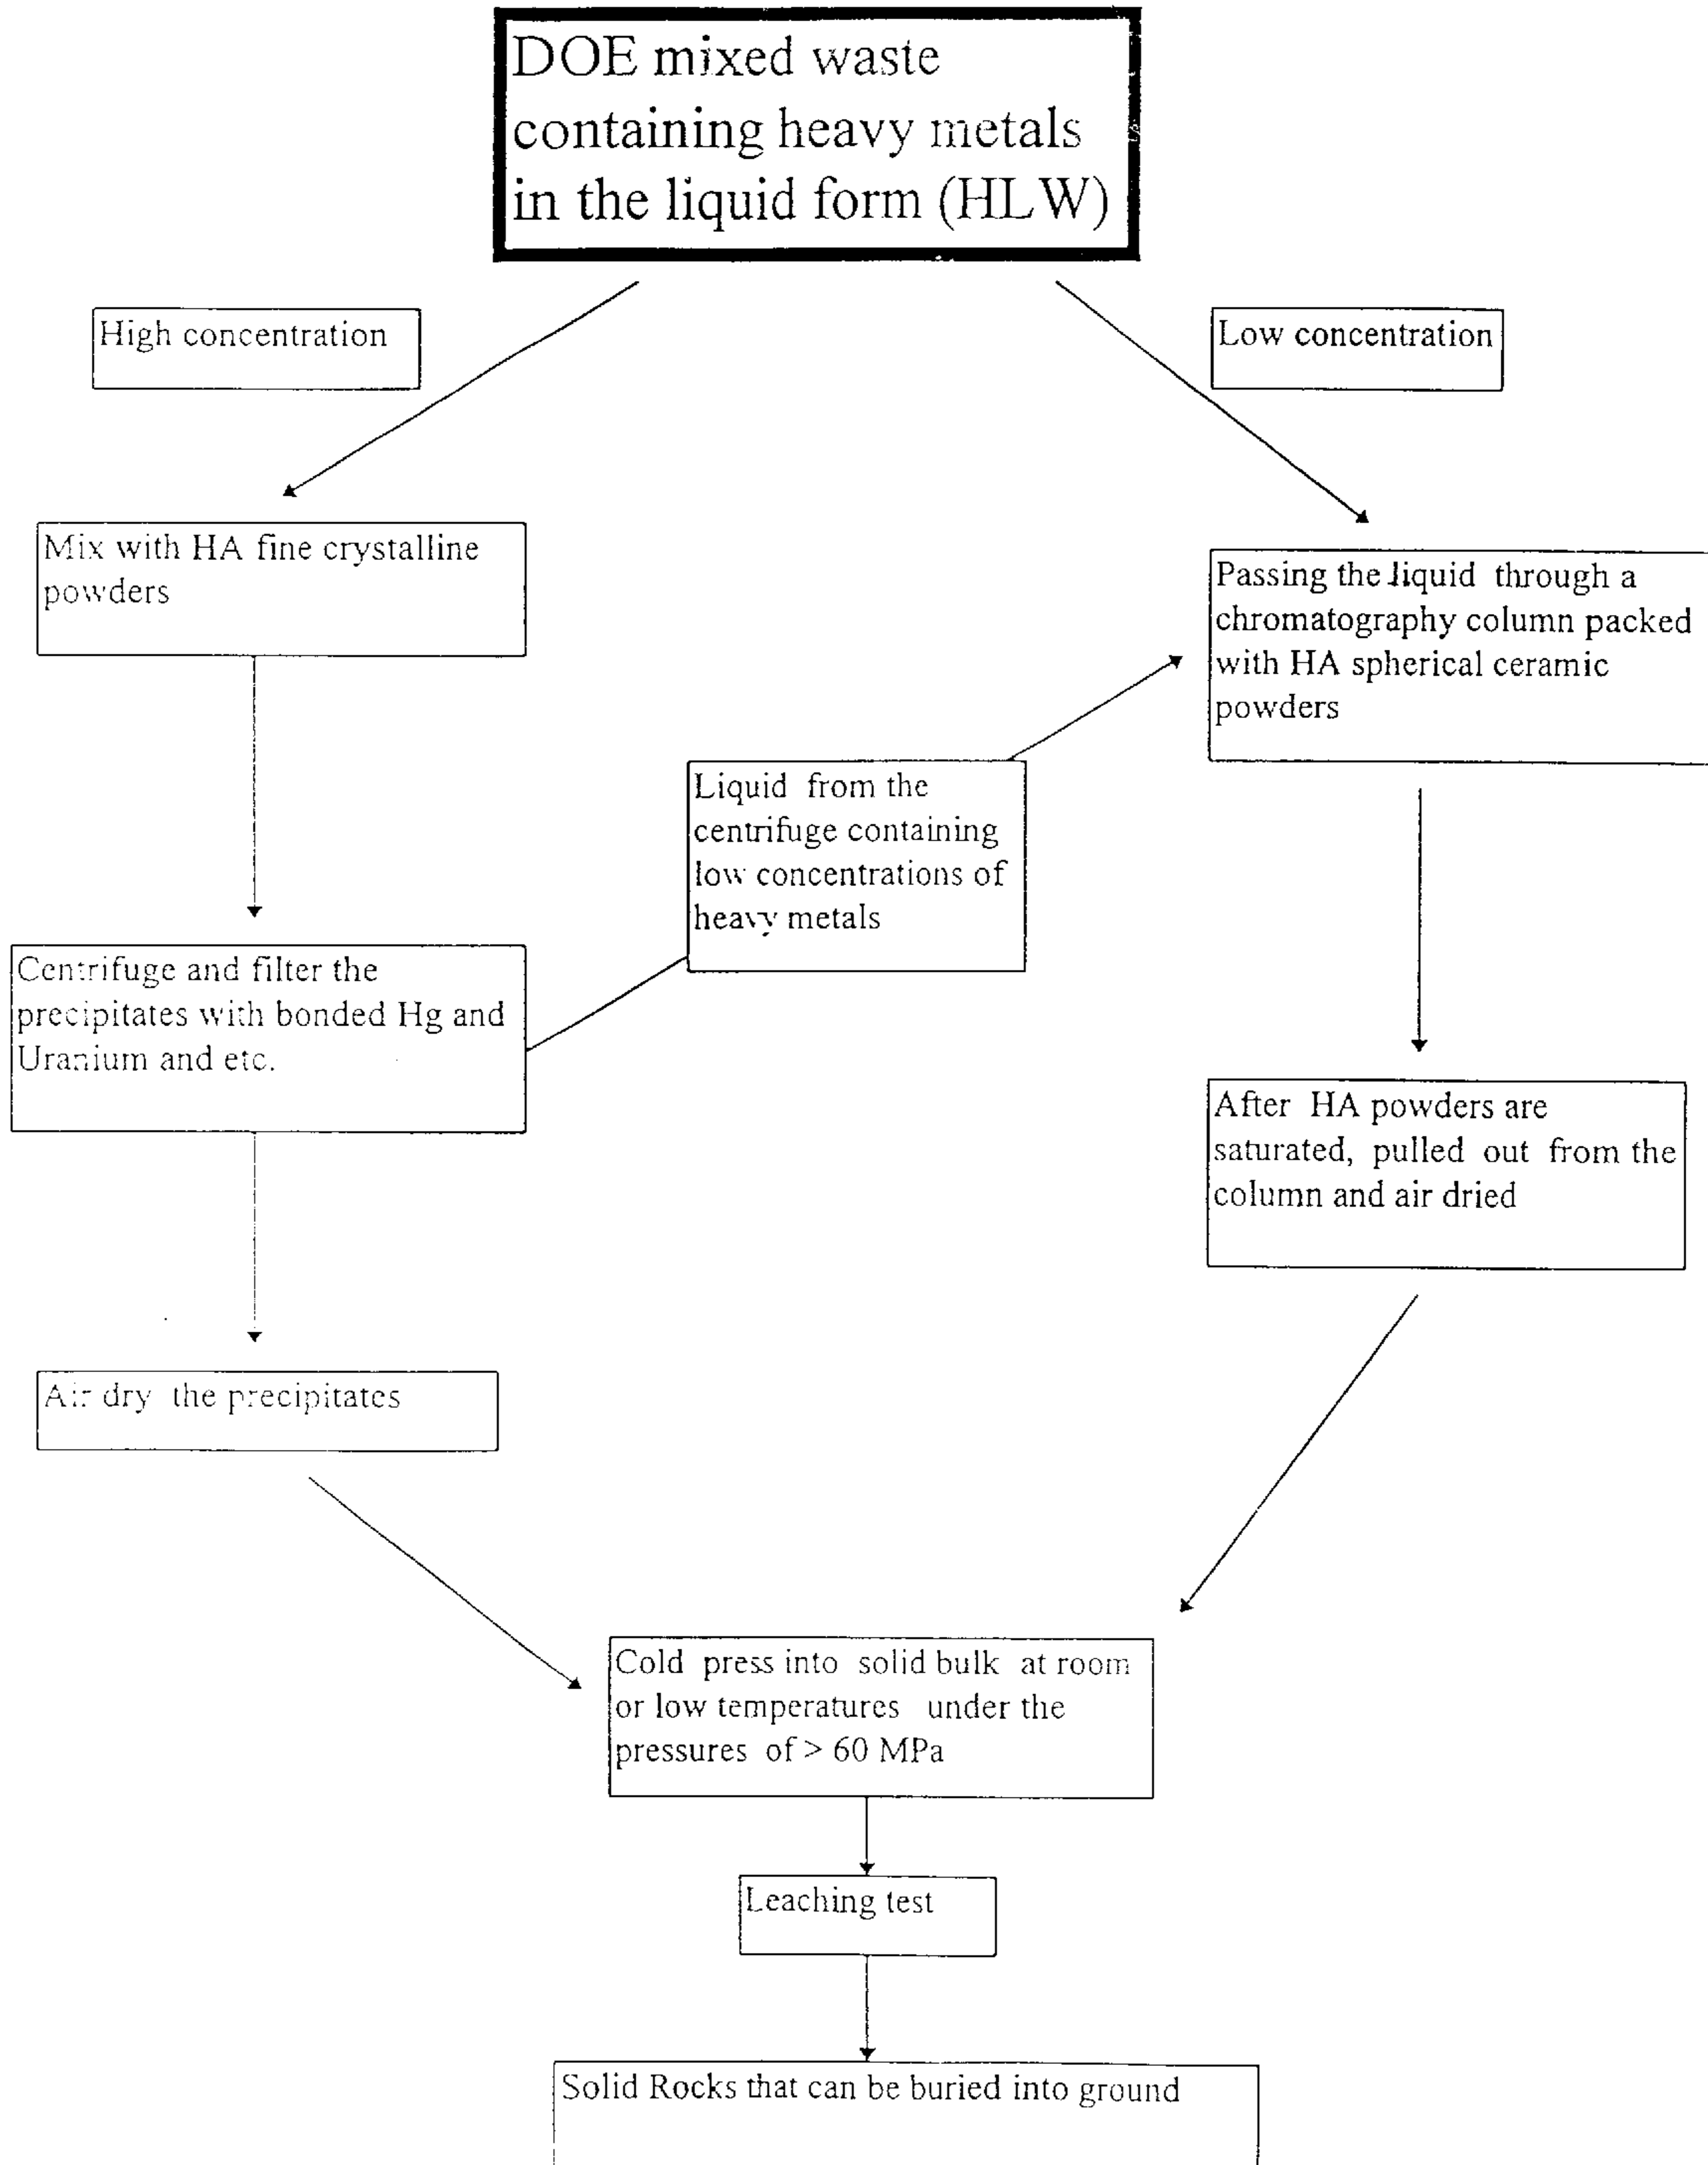 DOE mixed waste
containing heavy metals
in the liquid form (HLW)
High concentration
Low concentration
Mix with HA fine crystalline
powders
Passing the liquid through a
chromatography column packed
with HA spherical ceramic
powders
Liquid from the
centrifuge containing
low concentrations of
heavy metals
Centrifuge and filter the
precipitates with bonded Hg and
Uranium and etc.
After HA powders are
saturated, pulled out from the
column and air dried
Air dry the precipitates
Cold press into solid bulk at room
or low temperatures under the
pressures of > 60 MPa
Leaching test
Solid Rocks that can be buried into ground